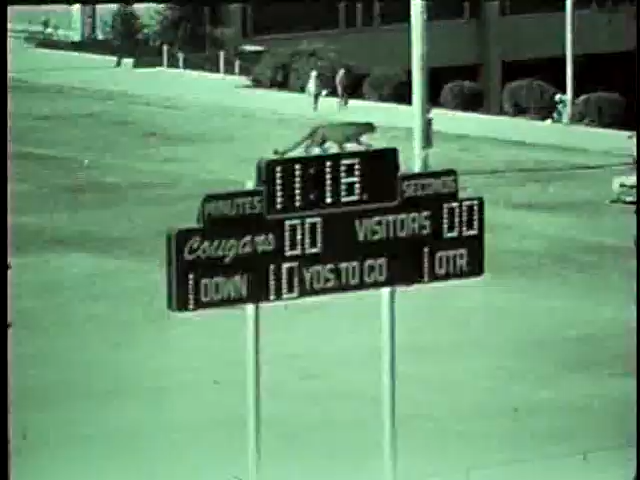 11:18
MINUTES SECONDS
Cougars 00 VISITORS 00
1 DOWN 10 YDS. TO GO 1 QTR.